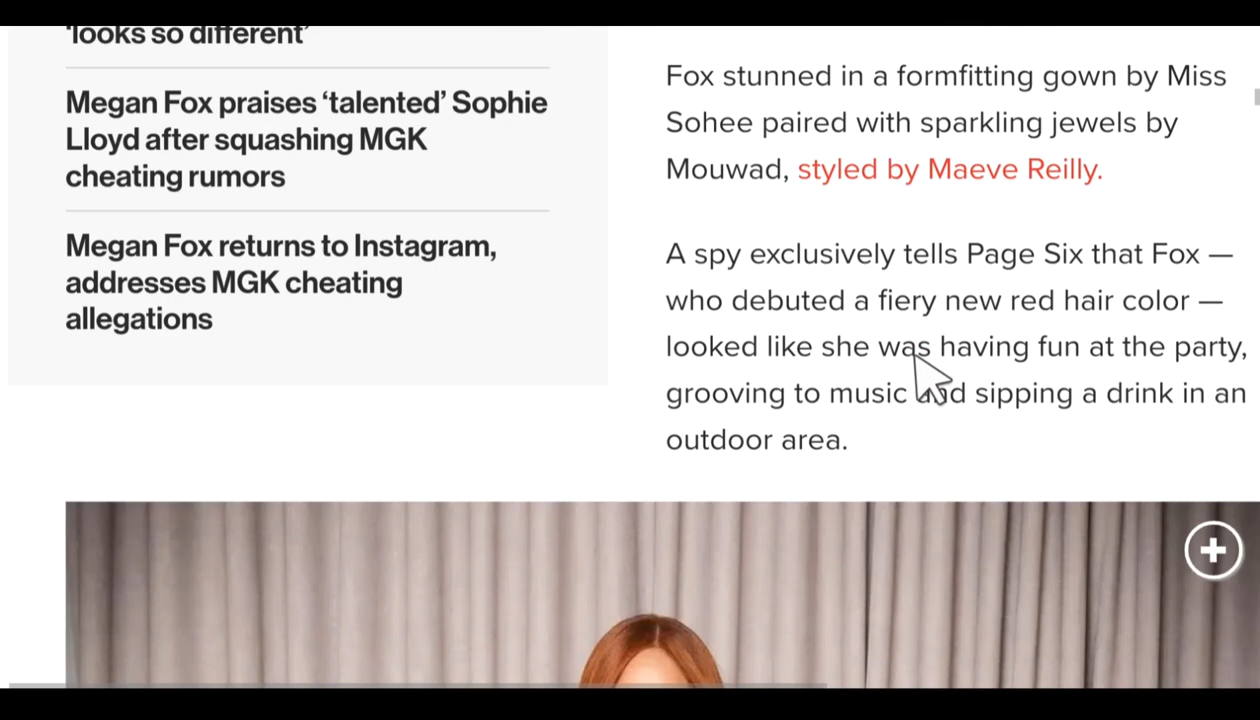 'looks so different'
Megan Fox praises ‘talented’ Sophie
Lloyd after squashing MGK
cheating rumors
Megan Fox returns to Instagram,
addresses MGK cheating
allegations
Fox stunned in a formfitting gown by Miss
Sohee paired with sparkling jewels by
Mouwad, styled by Maeve Reilly.
A spy exclusively tells Page Six that Fox —
who debuted a fiery new red hair color —
looked like she was having fun at the party,
grooving to music and sipping a drink in an
outdoor area.